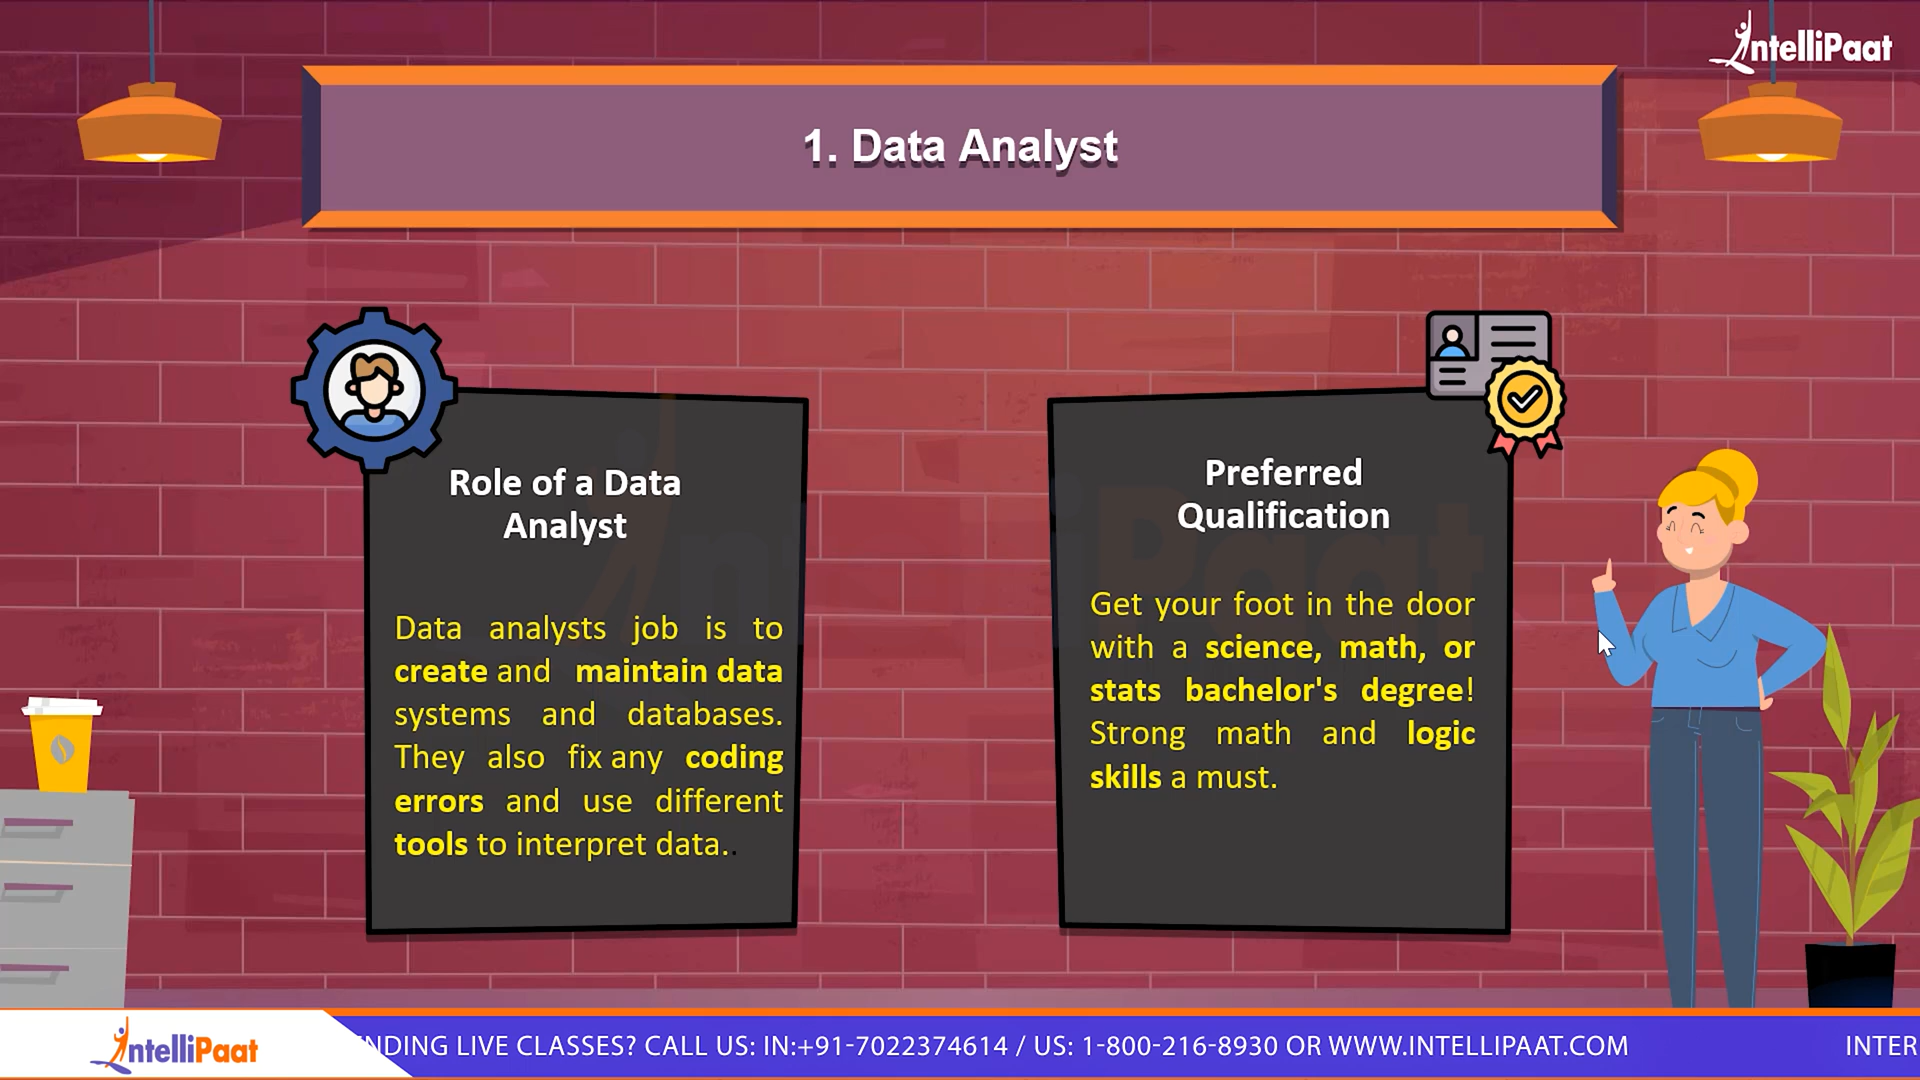 IntelliPaat
1. Data Analyst
Role of a Data
Analyst
Data analysts job is to
create and maintain data
systems and databases.
They also fix any coding
errors and use different
tools to interpret data..
Preferred
Qualification
Get your foot in the door
with a science, math, or
stats bachelor's degree!
Strong math and logic
skills a must.
IntelliPaat
IntelliPaat
ENDING LIVE CLASSES? CALL US: IN:+91-7022374614 / US: 1-800-216-8930 OR WWW.INTELLIPAAT.COM
INTER